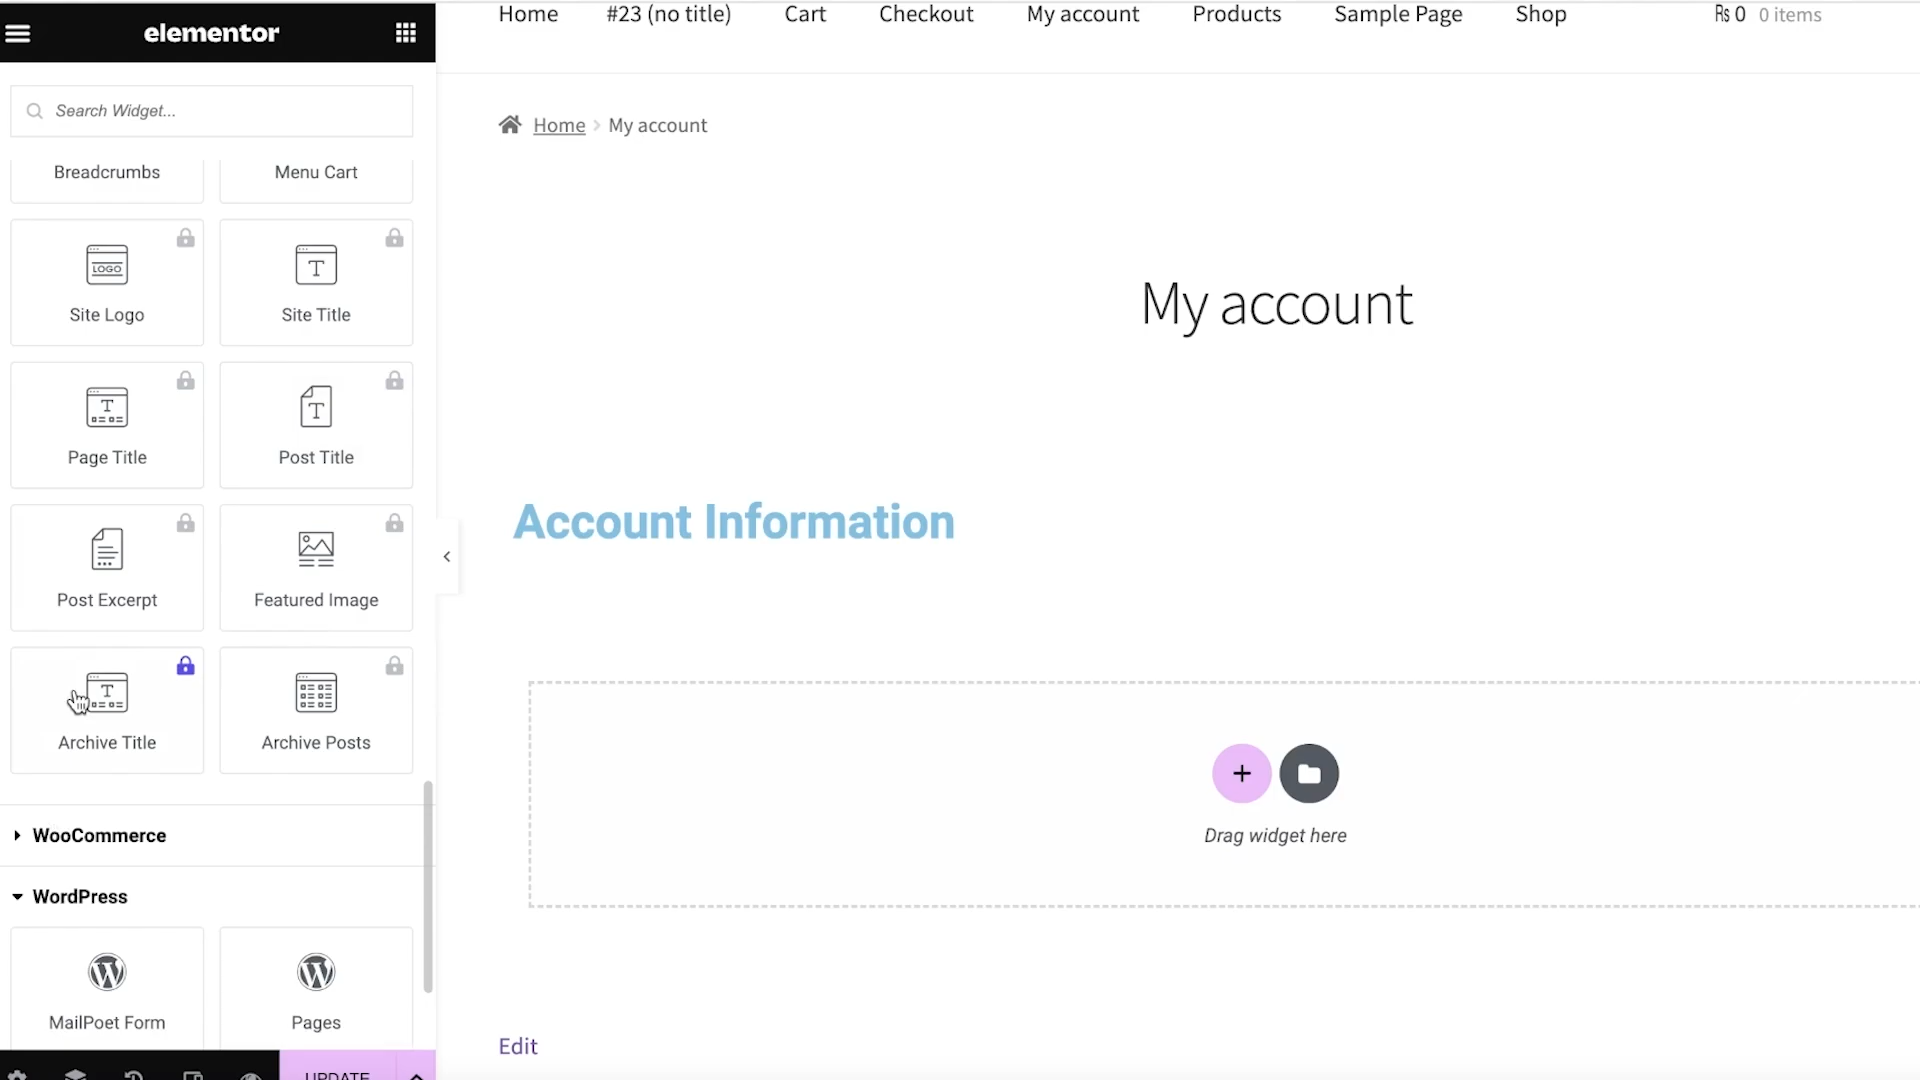 elementor
Home #23 (no title) Cart Checkout My account Products Sample Page Shop ₨ 0 0 items
Search Widget...
Home My account
Breadcrumbs Menu Cart
LOGO
Site Logo
T
Site Title
My account
T
Page Title
T
Post Title
Account Information
Post Excerpt
Featured Image
T
Archive Title
Archive Posts
Drag widget here
WooCommerce
WordPress
MailPoet Form
Pages
Edit
UPDATE